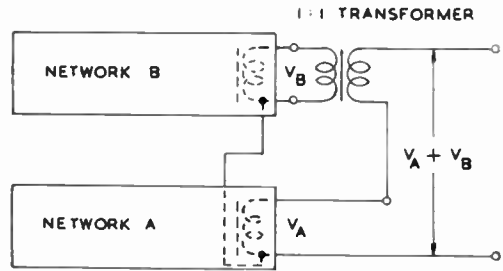 1:1 TRANSFORMER
NETWORK B
V_B
V_A + V_B
NETWORK A
V_A